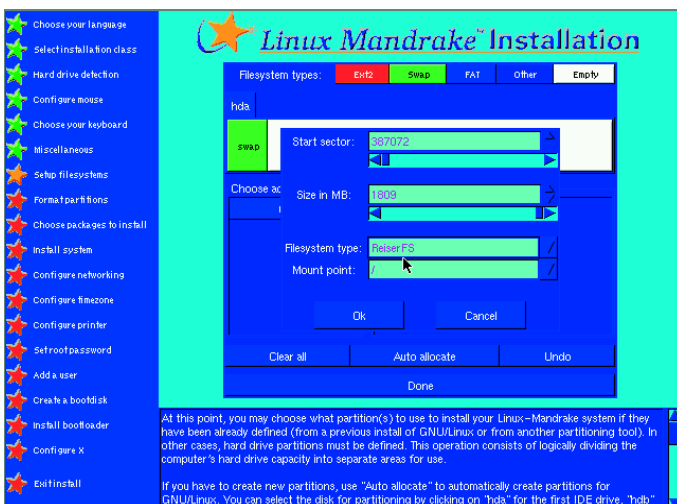 Choose your language
Select installation class
Hard drive detection
Configure mouse
Choose your keyboard
Miscellaneous
Setup filesystems
Format partitions
Choose packages to install
Install system
Configure networking
Configure timezone
Configure printer
Set root password
Add a user
Create a bootdisk
Install bootloader
Configure X
Exit install
Linux Mandrake™ Installation
Filesystem types: Ext2 Swap FAT Other Empty
hda
swap
Choose ac
Start sector: 387072
Size in MB: 1809
Filesystem type: ReiserFS
Mount point: /
Ok Cancel
Clear all Auto allocate Undo
Done
At this point, you may choose what partition(s) to use to install your Linux-Mandrake system if they
have been already defined (from a previous install of GNU/Linux or from another partitioning tool). In
other cases, hard drive partitions must be defined. This operation consists of logically dividing the
computer's hard drive capacity into separate areas for use.
If you have to create new partitions, use "Auto allocate" to automatically create partitions for
GNU/Linux. You can select the disk for partitioning by clicking on "hda" for the first IDE drive, "hdb"